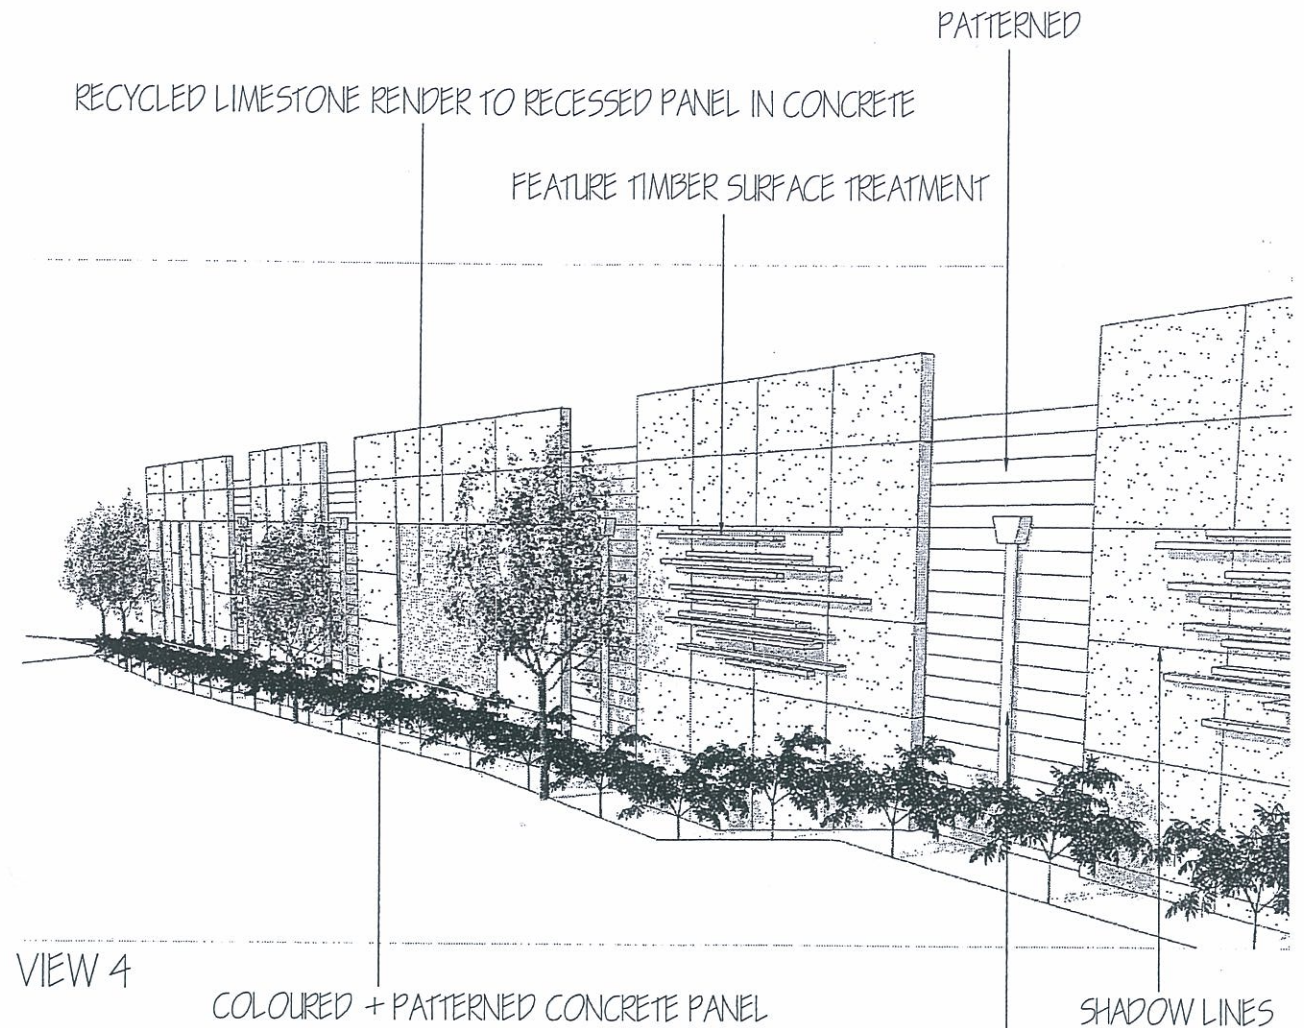 PATTERNED
RECYCLED LIMESTONE RENDER TO RECESSED PANEL IN CONCRETE
FEATURE TIMBER SURFACE TREATMENT
VIEW 4
COLOURED + PATTERNED CONCRETE PANEL
SHADOW LINES